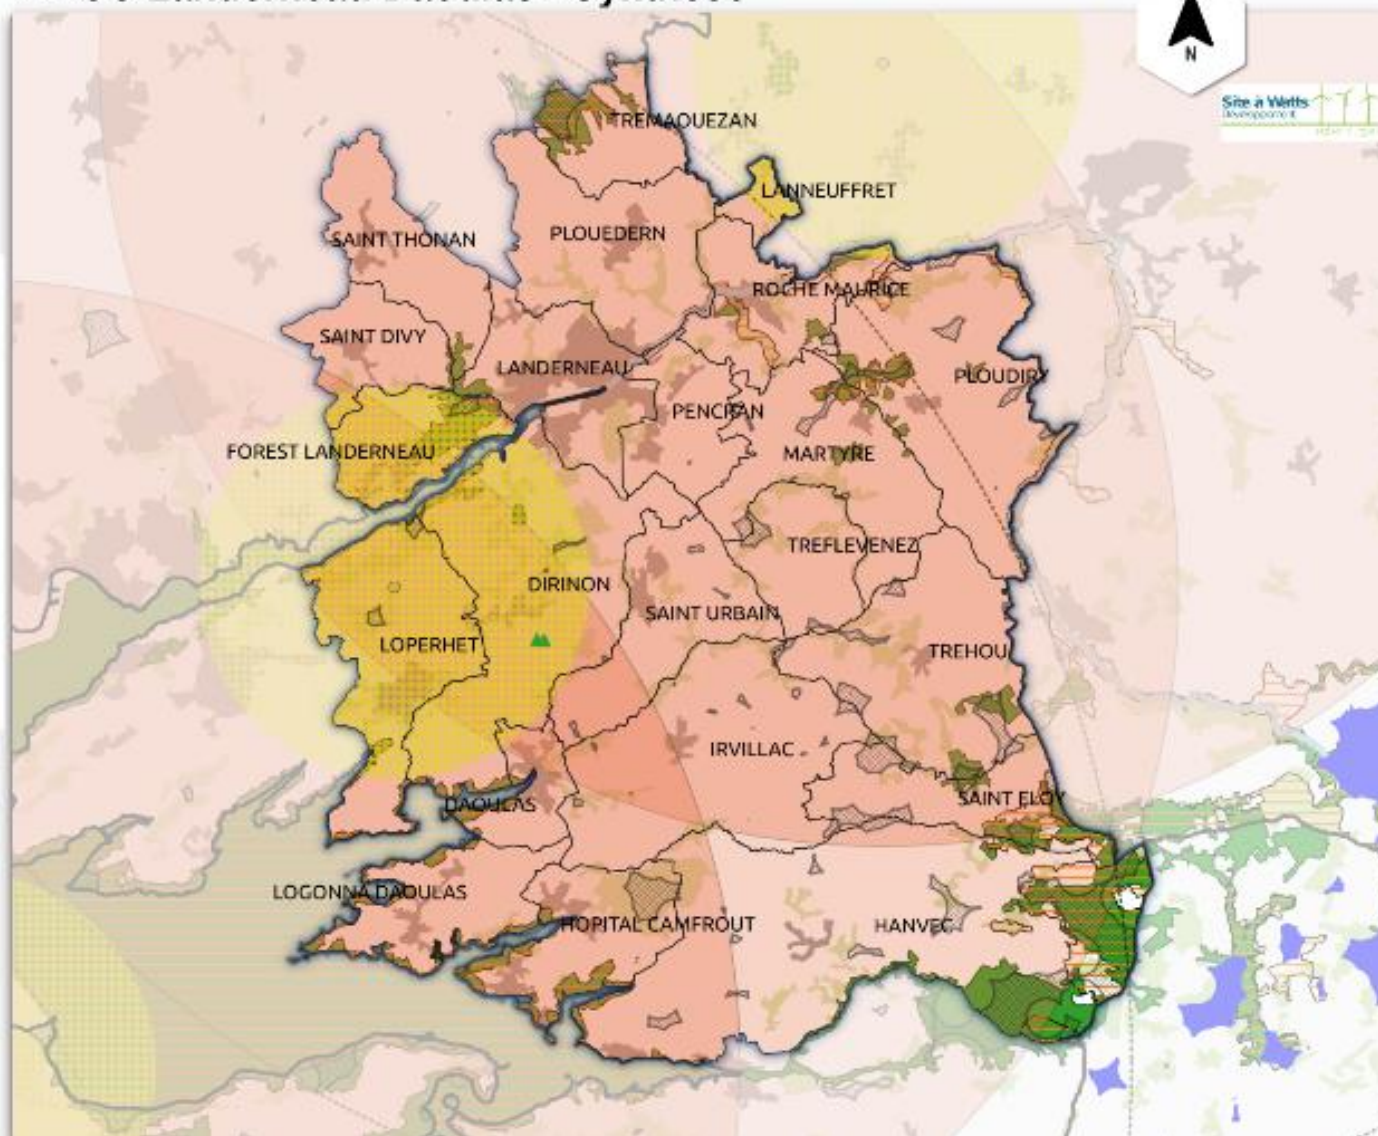 N
Site à Watts
Développement
TREMAOUEZAN
LANNEUFFRET
SAINT THONAN
PLOUEDERN
ROCHE MAURICE
SAINT DIVY
LANDERNEAU
PLOUDIRY
PENCRAN
FOREST LANDERNEAU
MARTYRE
TREFLEVENEZ
DIRINON
SAINT URBAIN
LOPERHET
TREHOU
IRVILLAC
DAOULAS
SAINT ELOY
LOGONNA DAOULAS
HOPITAL CAMFROUT
HANVEC